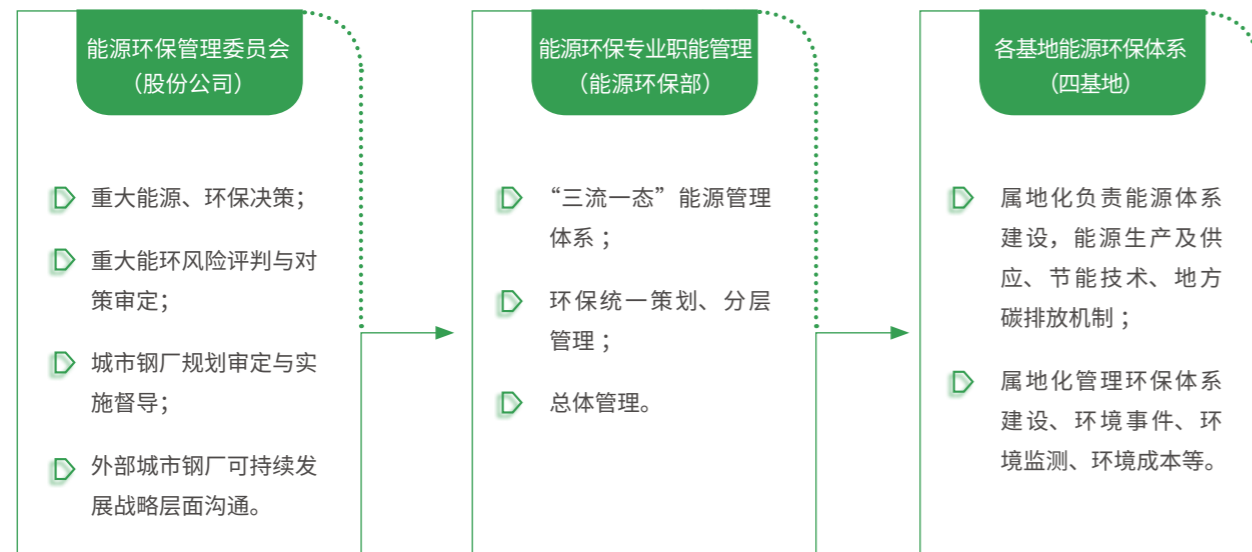 能源环保管理委员会
（股份公司）
重大能源、环保决策；
重大能环风险评判与对
策审定；
城市钢厂规划审定与实
施督导；
外部城市钢厂可持续发
展战略层面沟通。
能源环保专业职能管理
（能源环保部）
“三流一态”能源管理
体系；
环保统一策划、分层
管理；
总体管理。
各基地能源环保体系
（四基地）
属地化负责能源体系
建设，能源生产及供
应、节能技术、地方
碳排放机制；
属地化管理环保体系
建设、环境事件、环
境监测、环境成本等。